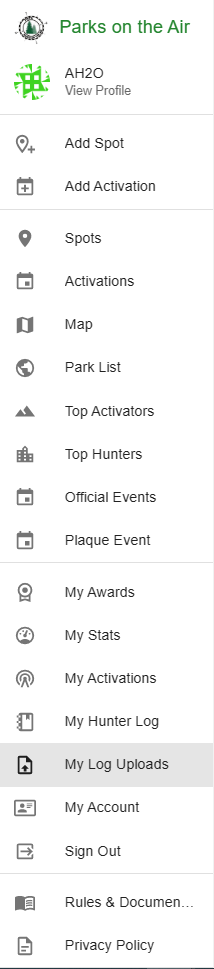 Parks on the Air
AH2O
View Profile
Add Spot
Add Activation
Spots
Activations
Map
Park List
Top Activators
Top Hunters
Official Events
Plaque Event
My Awards
My Stats
My Activations
My Hunter Log
My Log Uploads
My Account
Sign Out
Rules & Documen...
Privacy Policy